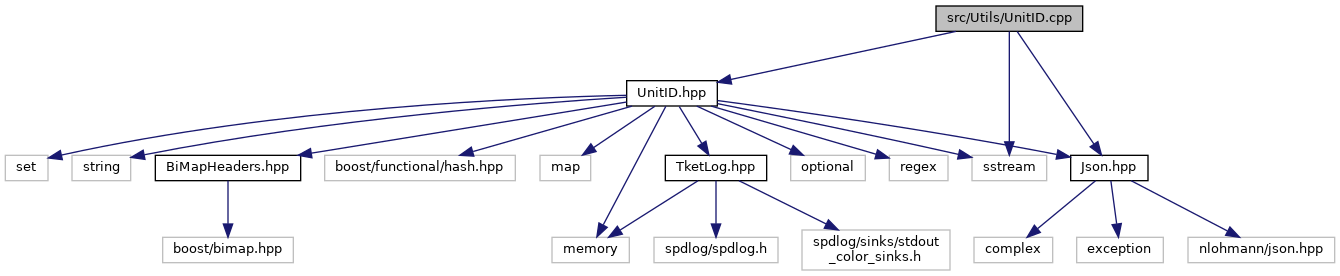 src/Utils/UnitID.cpp
UnitID.hpp
set
string
BiMapHeaders.hpp
boost/functional/hash.hpp
map
TketLog.hpp
optional
regex
sstream
Json.hpp
boost/bimap.hpp
memory
spdlog/spdlog.h
spdlog/sinks/stdout
_color_sinks.h
complex
exception
nlohmann/json.hpp